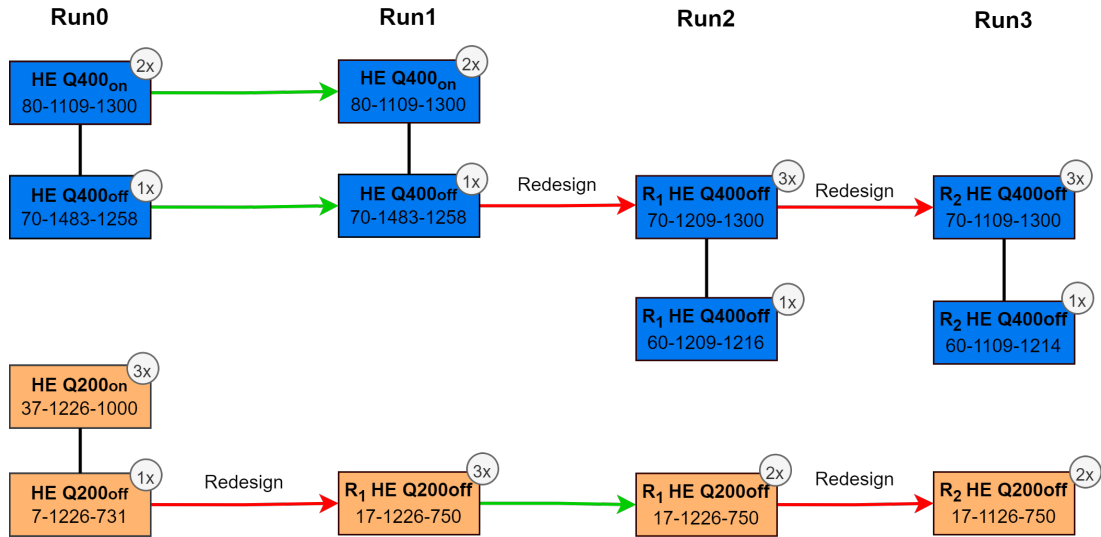 Run0
Run1
Run2
Run3
2x
HE Q400on
80-1109-1300
2x
HE Q400on
80-1109-1300
1x
HE Q400off
70-1483-1258
1x
HE Q400off
70-1483-1258
Redesign
3x
R1 HE Q400off
70-1209-1300
Redesign
3x
R2 HE Q400off
70-1109-1300
1x
R1 HE Q400off
60-1209-1216
1x
R2 HE Q400off
60-1109-1214
3x
HE Q200on
37-1226-1000
1x
HE Q200off
7-1226-731
Redesign
3x
R1 HE Q200off
17-1226-750
2x
R1 HE Q200off
17-1226-750
Redesign
2x
R2 HE Q200off
17-1126-750